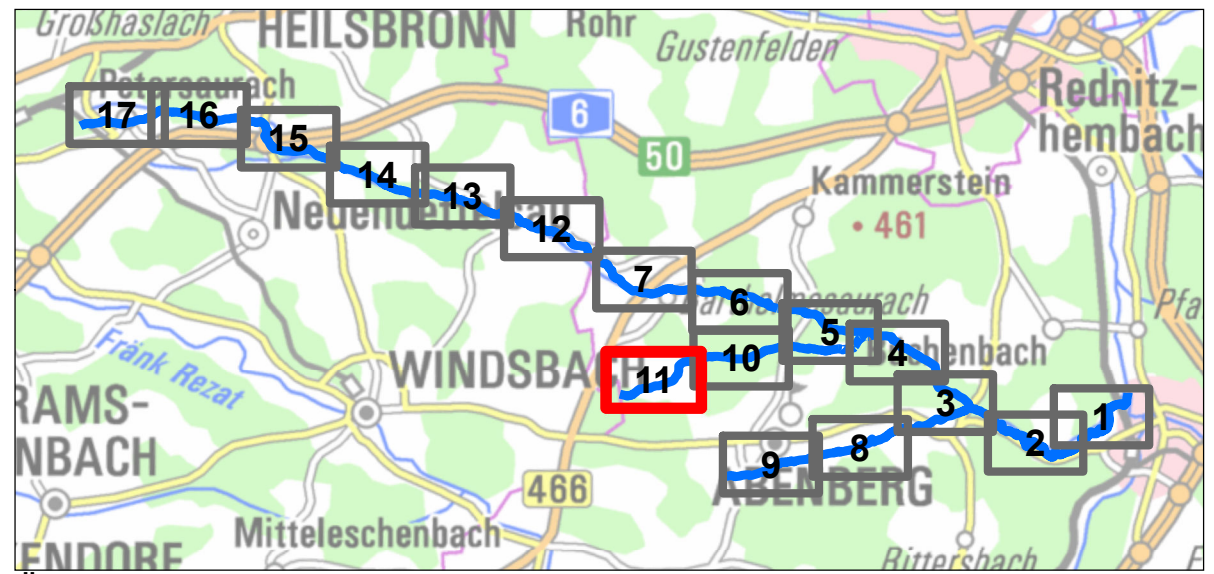 Großhaslach
HEILSBRONN
Rohr
Gustenfelden
Petersaurach
Rednitz-
hembach
17
16
15
6
50
14
13
Kammerstein
• 461
Neuendettelsau
12
7
6
5
4
Pfa
Fränk Rezat
WINDSBACH
10
11
3
1
RAMS-
NBACH
2
8
9
ABENBERG
466
Mitteleschenbach
ENDORF
Rittersbach